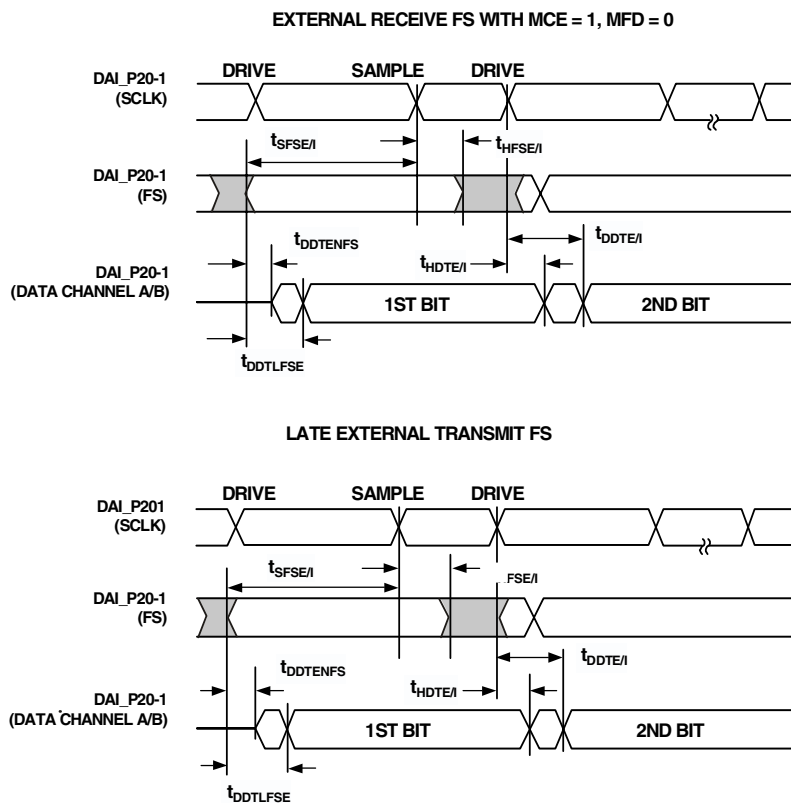 EXTERNAL RECEIVE FS WITH MCE = 1, MFD = 0
DRIVE SAMPLE DRIVE
DAI_P20-1
(SCLK)
tSFSE/I
tHFSE/I
DAI_P20-1
(FS)
tDDTENFS
tHDTE/I
tDDTE/I
DAI_P20-1
(DATA CHANNEL A/B)
1ST BIT 2ND BIT
tDDTLFSE
LATE EXTERNAL TRANSMIT FS
DRIVE SAMPLE DRIVE
DAI_P201
(SCLK)
tSFSE/I
FSE/I
DAI_P20-1
(FS)
tDDTENFS
tHDTE/I
tDDTE/I
DAI_P20-1
(DATA CHANNEL A/B)
1ST BIT 2ND BIT
tDDTLFSE